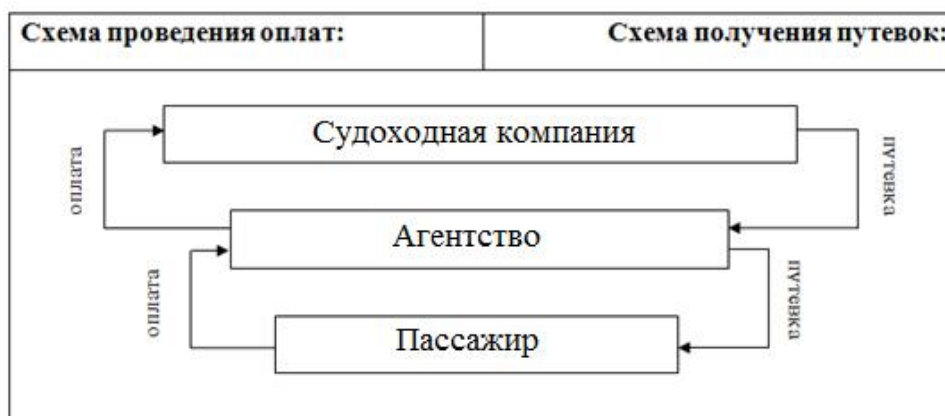 Схема проведения оплат:
Схема получения путевок:
Судоходная компания
оплата
путевка
Агентство
оплата
путевка
Пассажир